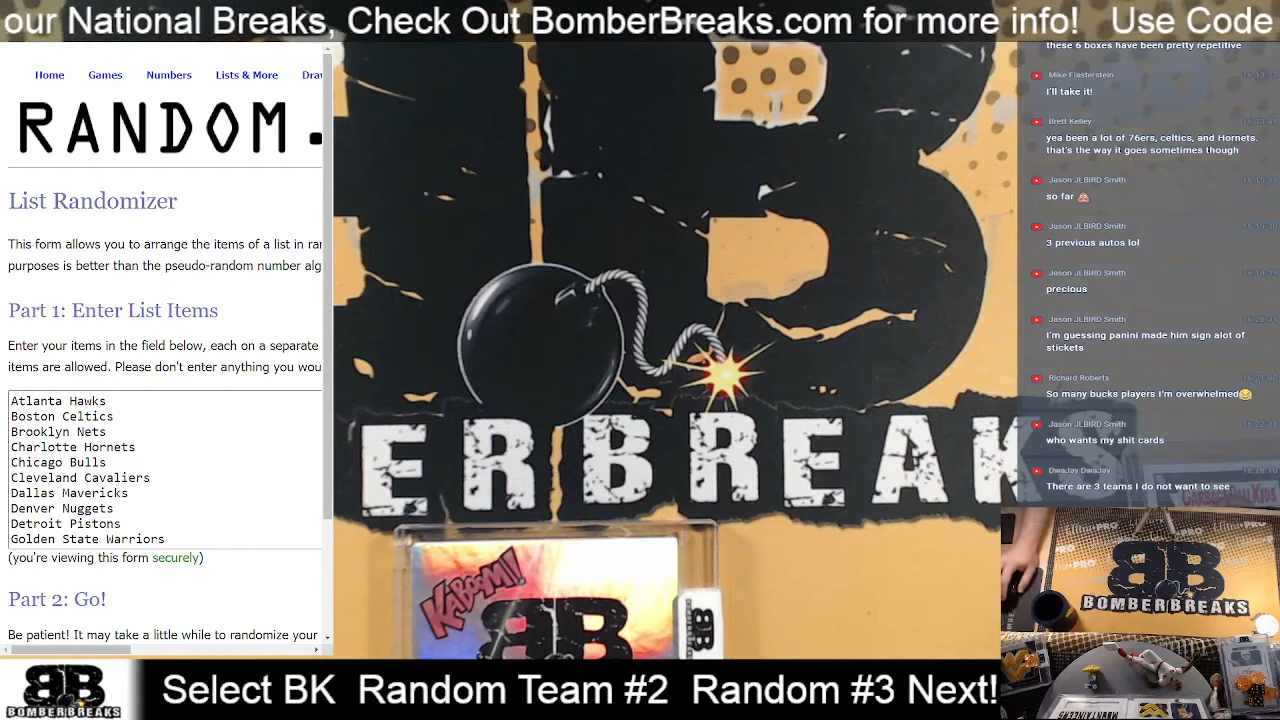 our National Breaks, Check Out BomberBreaks.com for more info! Use Code
Home Games Numbers Lists & More Dra
RANDOM.
List Randomizer
This form allows you to arrange the items of a list in ra
purposes is better than the pseudo-random number alg
Part 1: Enter List Items
Enter your items in the field below, each on a separate
items are allowed. Please don't enter anything you wou
Atlanta Hawks
Boston Celtics
Brooklyn Nets
Charlotte Hornets
Chicago Bulls
Cleveland Cavaliers
Dallas Mavericks
Denver Nuggets
Detroit Pistons
Golden State Warriors
(you're viewing this form securely)
Part 2: Go!
Be patient! It may take a little while to randomize your
ER BREAK
KABOOM!!
BB
these 6 boxes have been pretty repetitive
Mike Flasterstein
I'll take it!
Brett Kelley
yea been a lot of 76ers, celtics, and Hornets.
that's the way it goes sometimes though
Jason JLBIRD Smith
so far 💩
Jason JLBIRD Smith
3 previous autos lol
Jason JLBIRD Smith
precious
Jason JLBIRD Smith
I'm guessing panini made him sign alot of
stickets
Richard Roberts
So many bucks players I'm overwhelmed😂
Jason JLBIRD Smith
who wants my shit cards
DwaJay DwaJay
16:28:10
There are 3 teams I do not want to see
BOMBERBREAKS
BOMBERBREAKS
Select BK Random Team #2 Random #3 Next!